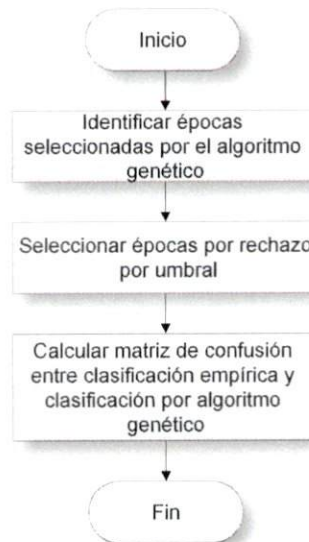 Inicio
Identificar épocas
seleccionadas por el algoritmo
genético
Seleccionar épocas por rechazo
por umbral
Calcular matriz de confusión
entre clasificación empírica y
clasificación por algoritmo
genético
Fin